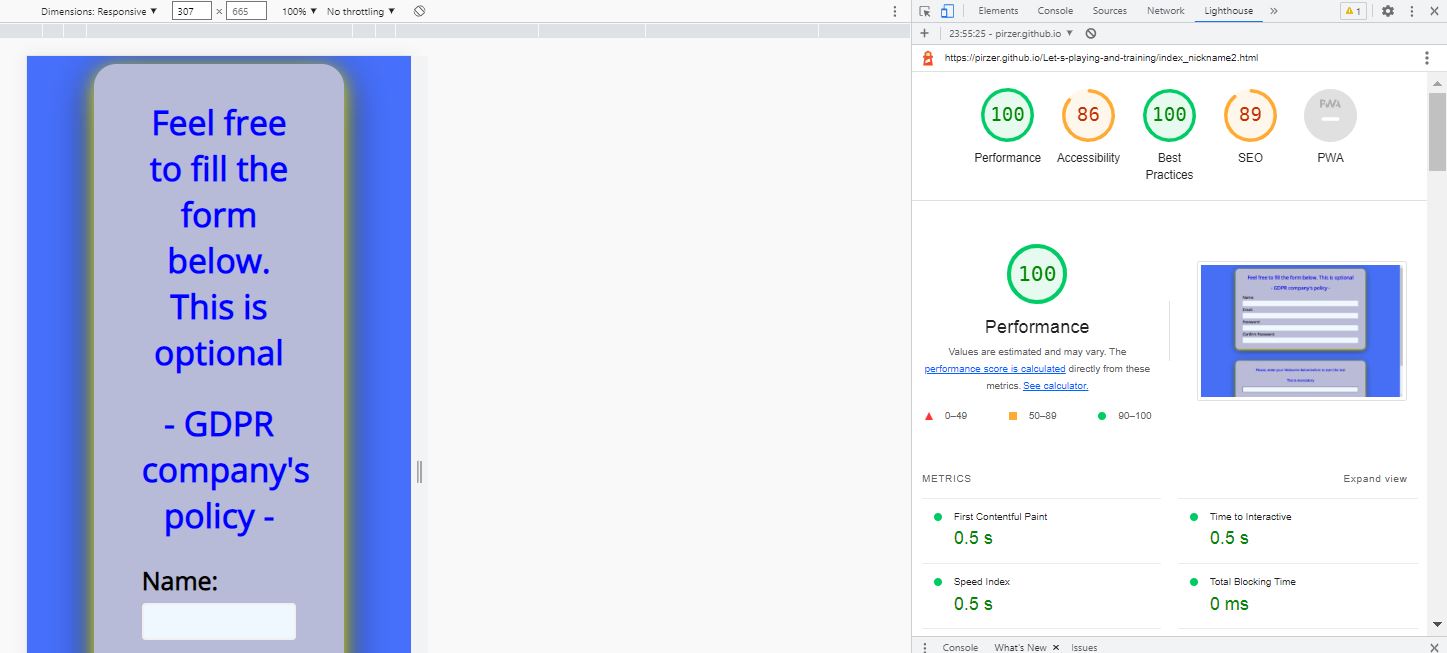 Dimensions: Responsive ▼ 307 × 665 100% ▼ No throttling ▼
Elements Console Sources Network Lighthouse » 1
+ 23:55:25 - pirzer.github.io ▼
https://pirzer.github.io/Let-s-playing-and-training/index_nickname2.html
Feel free
to fill the
form
below.
This is
optional
- GDPR
company's
policy -
Name:
100 86 100 89 PWA
Performance Accessibility Best Practices SEO PWA
100
Performance
Values are estimated and may vary. The
performance score is calculated directly from these
metrics. See calculator.
0–49 50–89 90–100
Feel free to fill the form below. This is optional
- GDPR company's policy -
Name:
Email:
Password:
Confirm Password:
This is mandatory
METRICS Expand view
First Contentful Paint Time to Interactive
0.5 s 0.5 s
Speed Index Total Blocking Time
0.5 s 0 ms
Console What's New × Issues